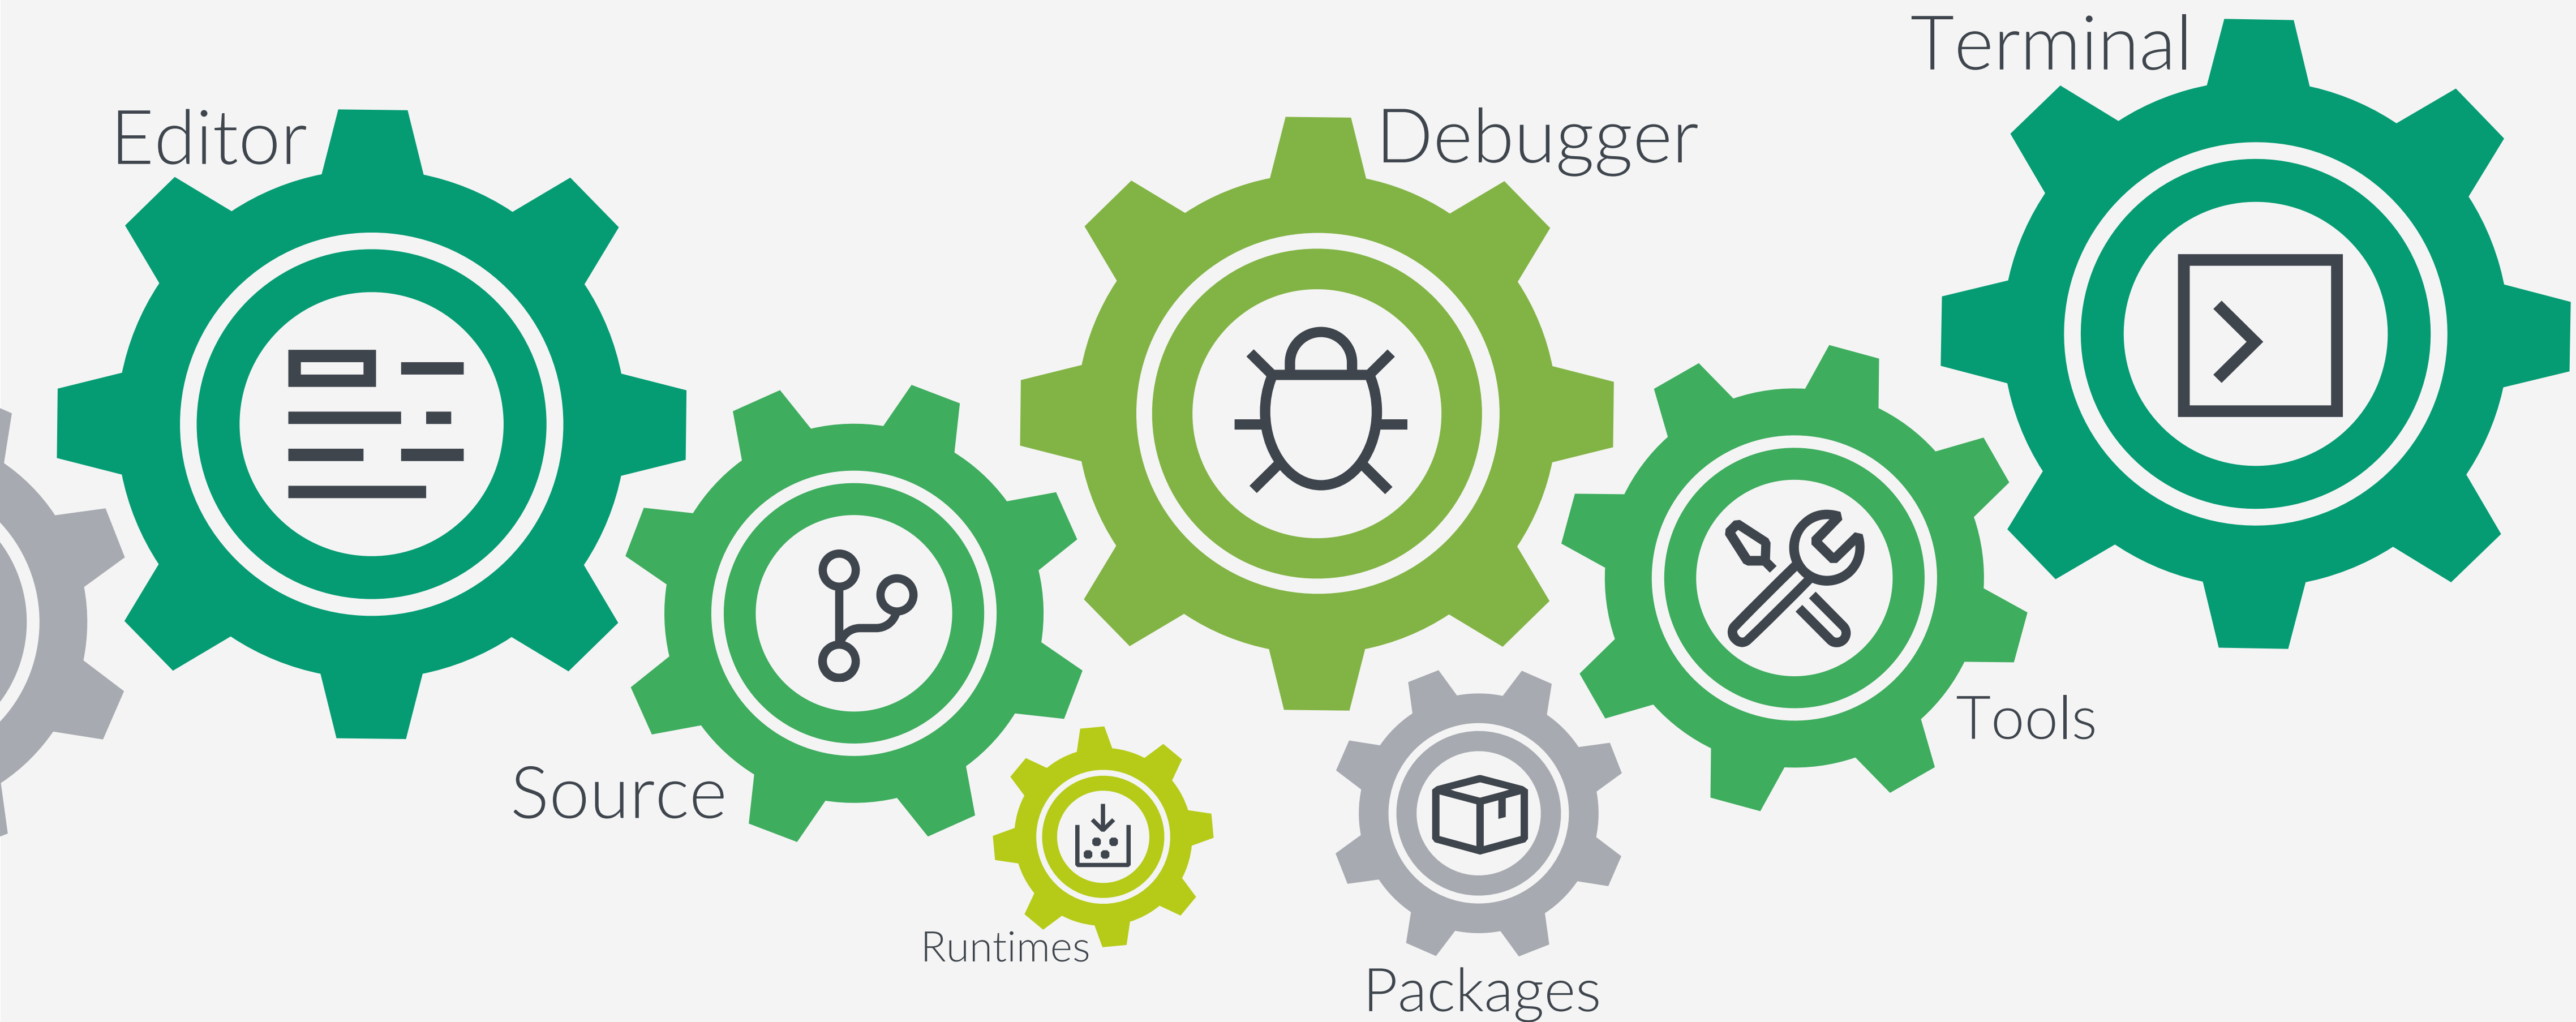 Editor
Source
Runtimes
Debugger
Packages
Tools
Terminal